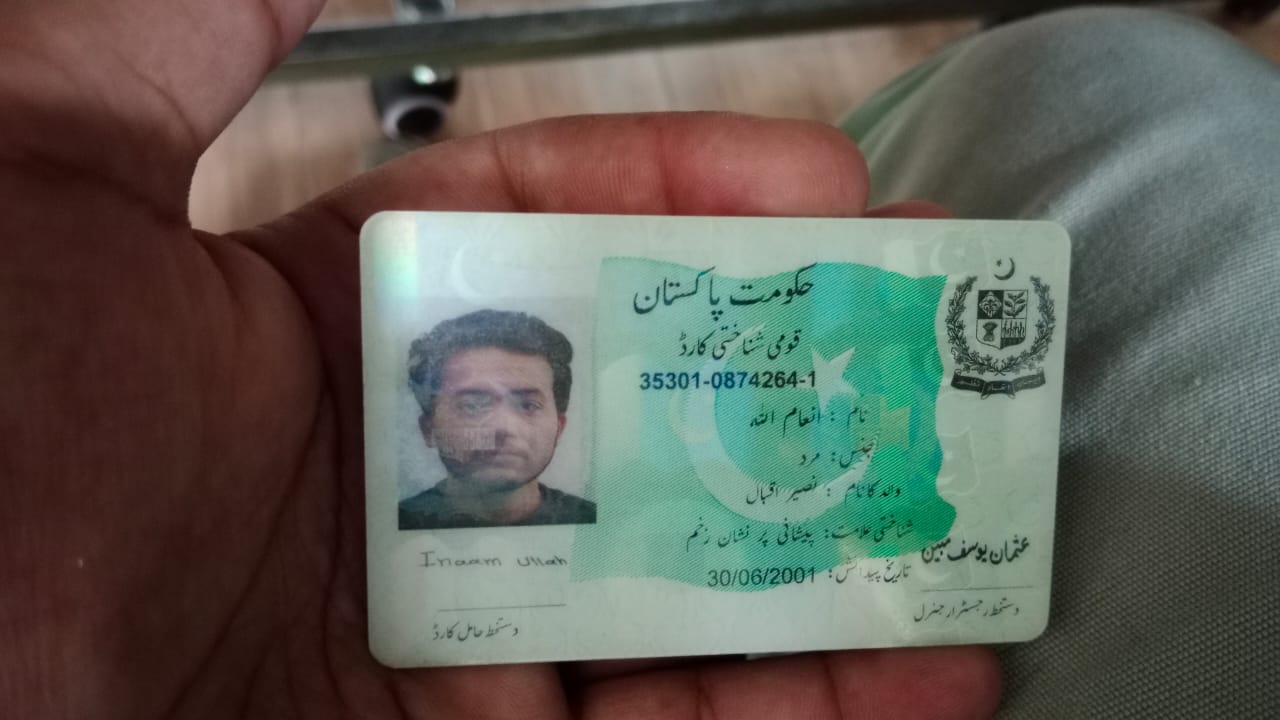 حکومت پاکستان
قومی شناختی کارڈ
35301-0874264-1
نام : انعام اللہ
جنس: مرد
والد کا نام : نصیر اقبال
شناختی علامت: پیشانی پر نشان زخم
تاریخ پیدائش: 30/06/2001
Inaam Ullah
دستخط حامل کارڈ
عثمان یوسف مبین
دستخط رجسٹرار جنرل